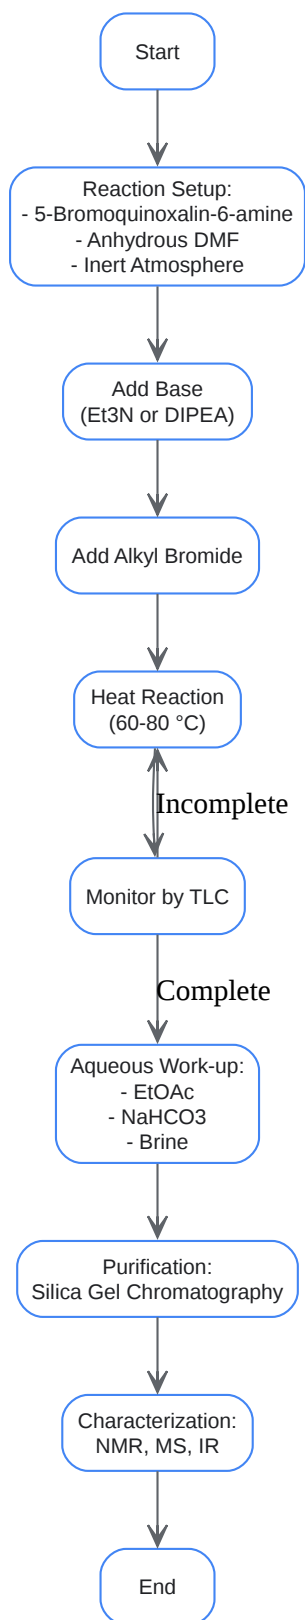 Start
Reaction Setup:
- 5-Bromoquinoxalin-6-amine
- Anhydrous DMF
- Inert Atmosphere
Add Base
(Et3N or DIPEA)
Add Alkyl Bromide
Heat Reaction
(60-80 °C)
Incomplete
Monitor by TLC
Complete
Aqueous Work-up:
- EtOAc
- NaHCO3
- Brine
Purification:
Silica Gel Chromatography
Characterization:
NMR, MS, IR
End